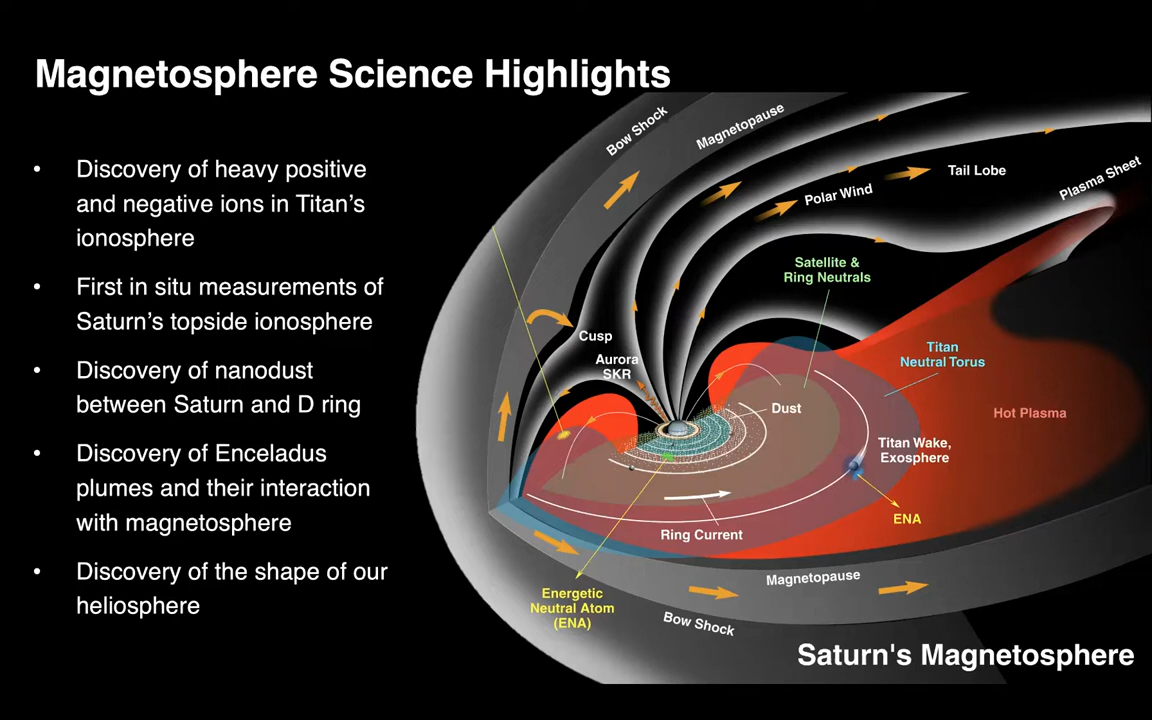 Magnetosphere Science Highlights
• Discovery of heavy positive
and negative ions in Titan’s
ionosphere
• First in situ measurements of
Saturn’s topside ionosphere
• Discovery of nanodust
between Saturn and D ring
• Discovery of Enceladus
plumes and their interaction
with magnetosphere
• Discovery of the shape of our
heliosphere
Bow Shock
Magnetopause
Tail Lobe
Polar Wind
Plasma Sheet
Satellite &
Ring Neutrals
Cusp
Aurora
SKR
Titan
Neutral Torus
Dust
Hot Plasma
Titan Wake,
Exosphere
ENA
Ring Current
Energetic
Neutral Atom
(ENA)
Magnetopause
Bow Shock
Saturn's Magnetosphere